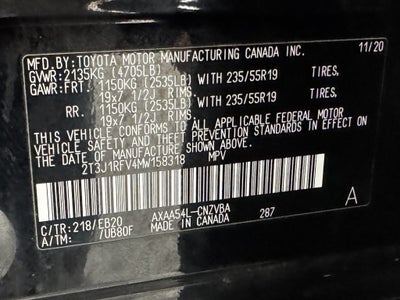 MFD.BY:TOYOTA MOTOR MANUFACTURING CANADA INC. 11/20
GVWR:2135KG (4705LB)
GAWR:FRT. 1150KG (2535LB) WITH 235/55R19 TIRES,
19x7 1/2J RIMS,
RR. 1150KG (2535LB) WITH 235/55R19 TIRES,
19x7 1/2J
THIS VEHICLE CONFORMS TO ALL APPLICABLE FEDERAL MOTOR
VEHICLE SAFETY AND THEFT PREVENTION STANDARDS IN EFFECT
ON THE DATE OF MANUFACTURE SHOWN ABOVE.
2T3J1RFV4MW158318 MPV
A
C/TR:218/EB20 AXAA54L-CNZVBA
A/TM: /UB80F MADE IN CANADA 287